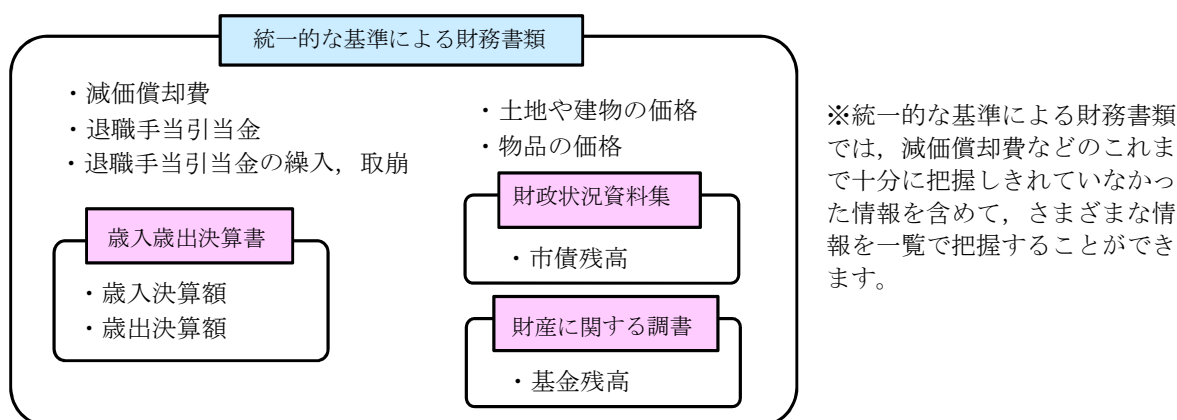 統一的な基準による財務書類
・減価償却費
・退職手当引当金
・退職手当引当金の繰入，取崩
歳入歳出決算書
・歳入決算額
・歳出決算額
・土地や建物の価格
・物品の価格
財政状況資料集
・市債残高
財産に関する調書
・基金残高
※統一的な基準による財務書類
では，減価償却費などのこれま
で十分に把握しきれていなかっ
た情報を含めて，さまざまな情
報を一覧で把握することができ
ます。